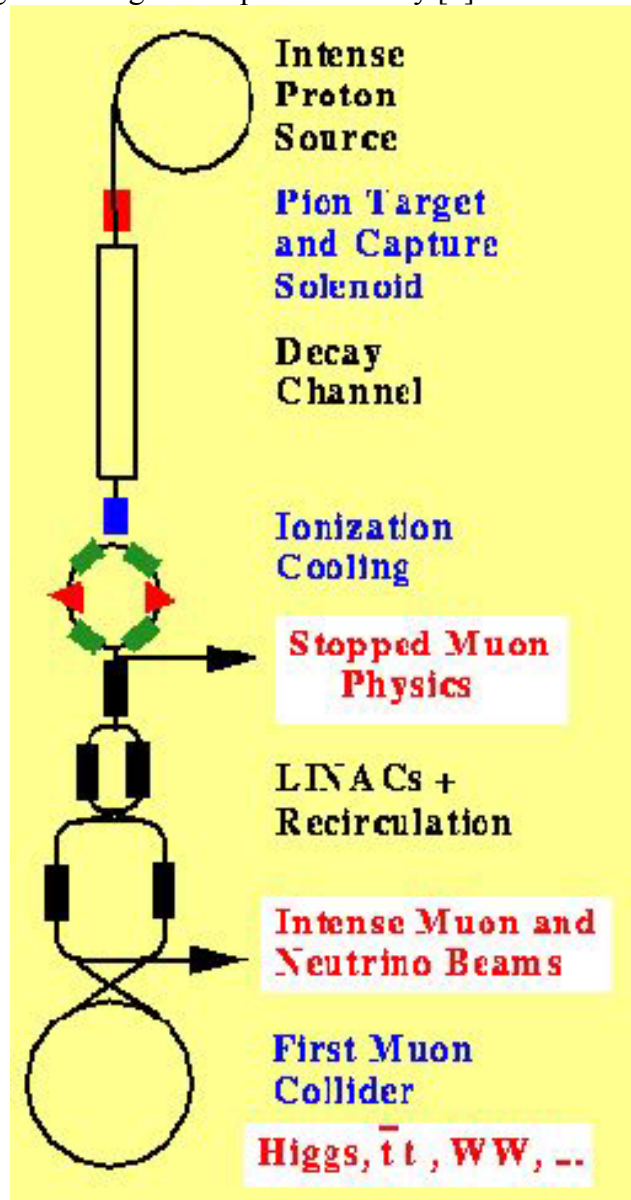 Intense
Proton
Source
Pion Target
and Capture
Solenoid
Decay
Channel
Ionization
Cooling
Stopped Muon
Physics
LINACs +
Recirculation
Intense Muon and
Neutrino Beams
First Muon
Collider
Higgs, t̄ t , WW, ...